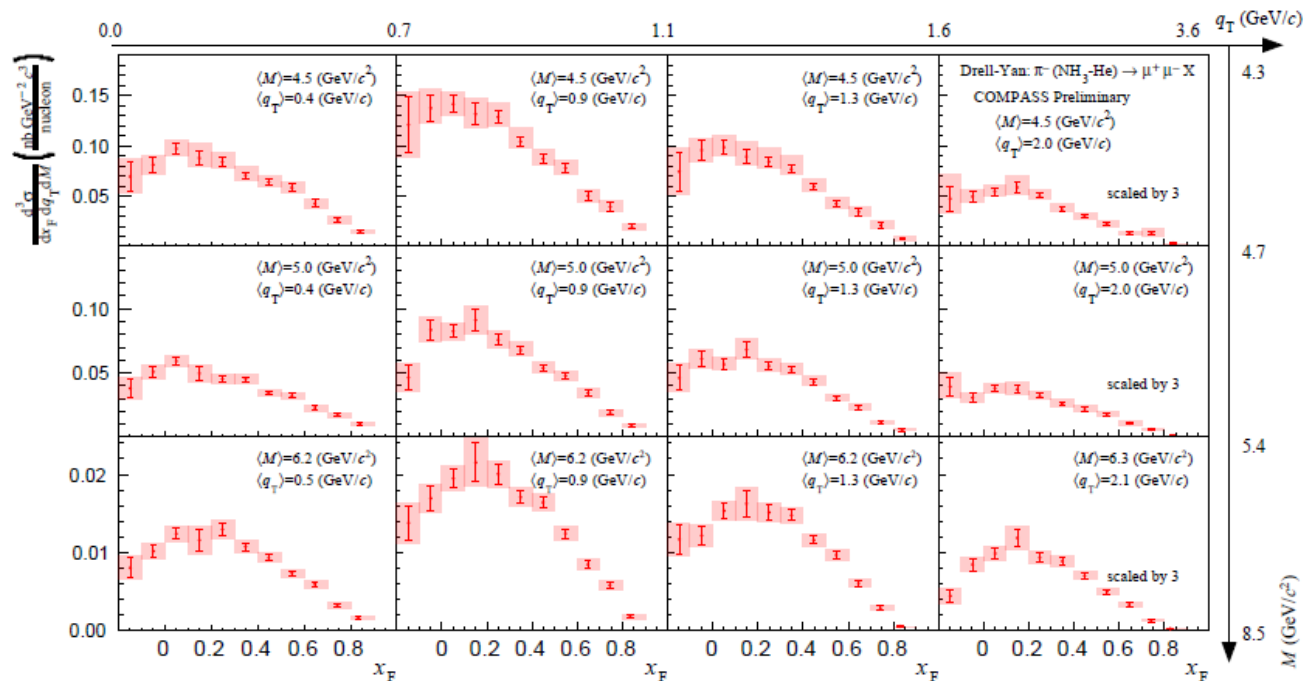 0.0 0.7 1.1 1.6 3.6 q_T (GeV/c)
d³σ / dx_F dq_T dM (nb GeV⁻² c³ / nucleon)
0.15
0.10
0.05
⟨M⟩=4.5 (GeV/c²)
⟨q_T⟩=0.4 (GeV/c)
⟨M⟩=4.5 (GeV/c²)
⟨q_T⟩=0.9 (GeV/c)
⟨M⟩=4.5 (GeV/c²)
⟨q_T⟩=1.3 (GeV/c)
Drell-Yan: π⁻ (NH₃-He) → μ⁺ μ⁻ X
COMPASS Preliminary
⟨M⟩=4.5 (GeV/c²)
⟨q_T⟩=2.0 (GeV/c)
scaled by 3
4.3
4.7
0.10
0.05
⟨M⟩=5.0 (GeV/c²)
⟨q_T⟩=0.4 (GeV/c)
⟨M⟩=5.0 (GeV/c²)
⟨q_T⟩=0.9 (GeV/c)
⟨M⟩=5.0 (GeV/c²)
⟨q_T⟩=1.3 (GeV/c)
⟨M⟩=5.0 (GeV/c²)
⟨q_T⟩=2.0 (GeV/c)
scaled by 3
5.4
0.02
0.01
0.00
⟨M⟩=6.2 (GeV/c²)
⟨q_T⟩=0.5 (GeV/c)
⟨M⟩=6.2 (GeV/c²)
⟨q_T⟩=0.9 (GeV/c)
⟨M⟩=6.2 (GeV/c²)
⟨q_T⟩=1.3 (GeV/c)
⟨M⟩=6.3 (GeV/c²)
⟨q_T⟩=2.1 (GeV/c)
scaled by 3
8.5
M (GeV/c²)
0 0.2 0.4 0.6 0.8 0 0.2 0.4 0.6 0.8 0 0.2 0.4 0.6 0.8 0 0.2 0.4 0.6 0.8
x_F x_F x_F x_F